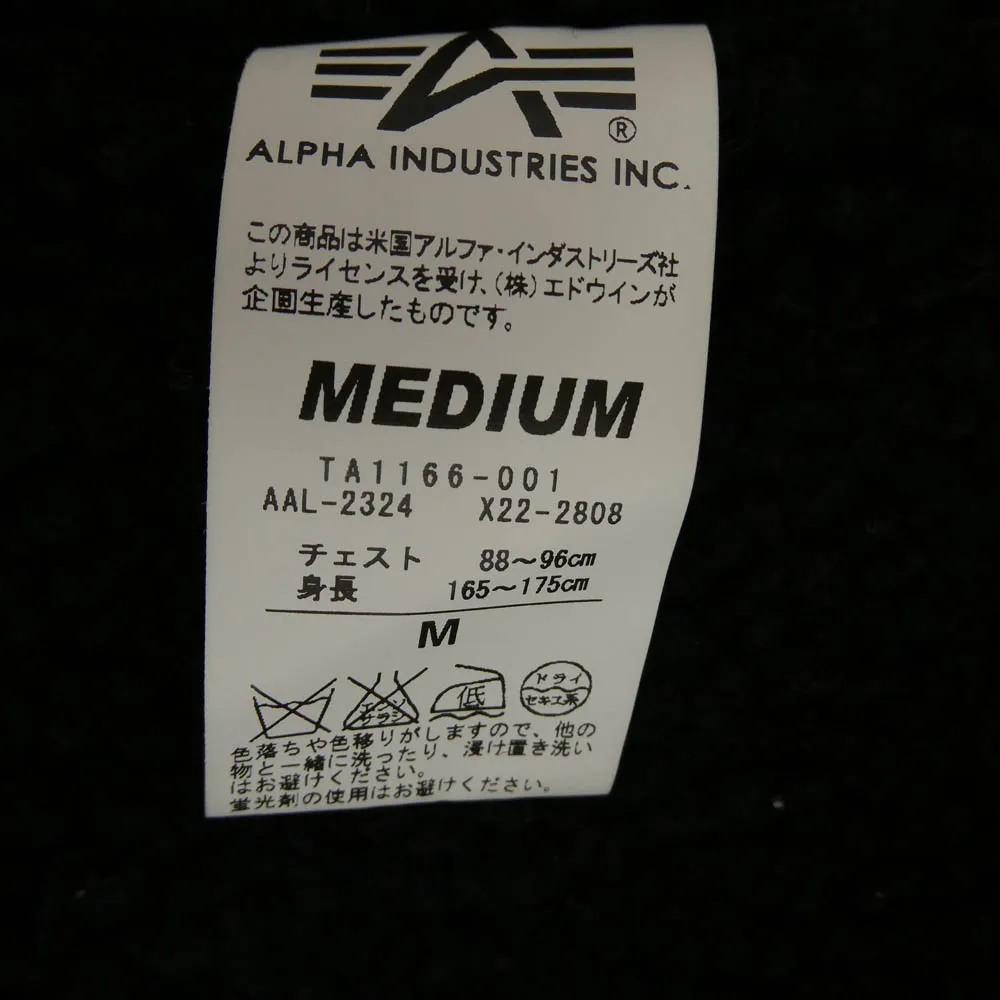 ALPHA INDUSTRIES INC.
®
この商品は米国アルファ・インダストリーズ社
よりライセンスを受け、(株)エドウインが
企画生産したものです。
MEDIUM
TA1166-001
AAL-2324 X22-2808
チェスト 88～96cm
身長 165～175cm
M
エンソ
サラシ
低
ドライ
セキユ系
色落ちや色移りがしますので、他の
物と一緒に洗ったり、浸け置き洗い
はお避けください。
蛍光剤の使用はお避けください。